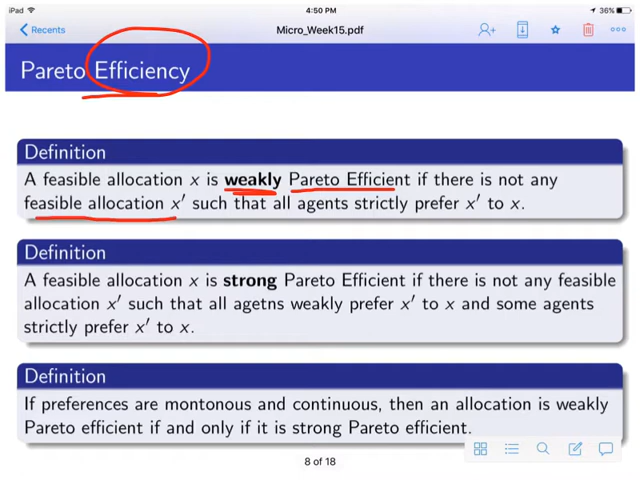 iPad
4:50 PM
36%
Recents
Micro_Week15.pdf
Pareto Efficiency
Definition
A feasible allocation x is weakly Pareto Efficient if there is not any
feasible allocation x′ such that all agents strictly prefer x′ to x.
Definition
A feasible allocation x is strong Pareto Efficient if there is not any feasible
allocation x′ such that all agetns weakly prefer x′ to x and some agents
strictly prefer x′ to x.
Definition
If preferences are montonous and continuous, then an allocation is weakly
Pareto efficient if and only if it is strong Pareto efficient.
8 of 18